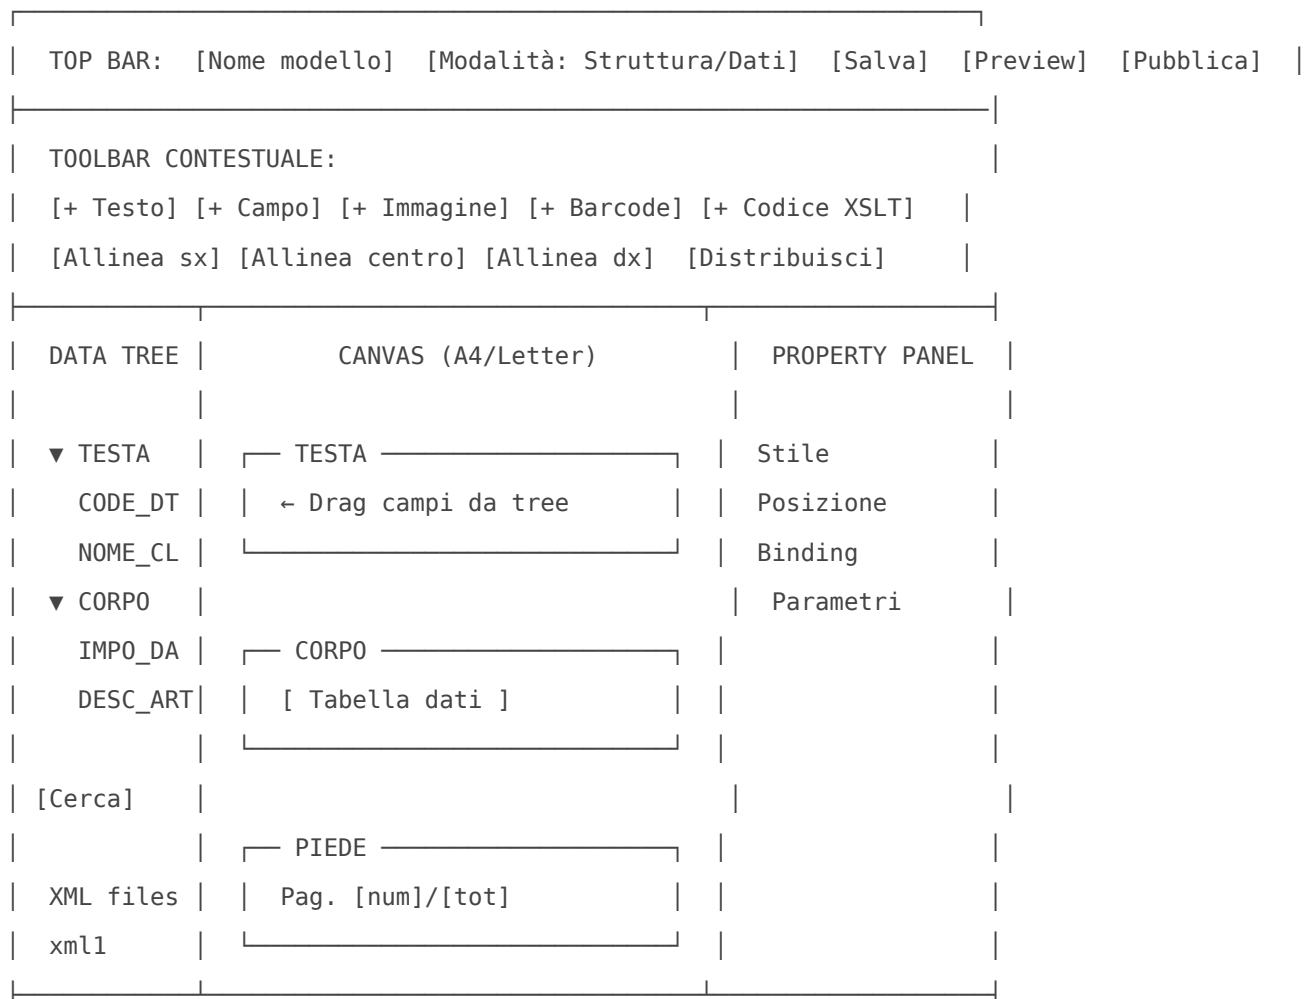 TOP BAR: [Nome modello] [Modalità: Struttura/Dati] [Salva] [Preview] [Pubblica]
TOOLBAR CONTESTUALE:
[+ Testo] [+ Campo] [+ Immagine] [+ Barcode] [+ Codice XSLT]
[Allinea sx] [Allinea centro] [Allinea dx] [Distribuisci]
DATA TREE CANVAS (A4/Letter) PROPERTY PANEL
▼ TESTA TESTA Stile
CODE_DT ← Drag campi da tree Posizione
NOME_CL Binding
▼ CORPO Parametri
IMPO_DA CORPO
DESC_ART [ Tabella dati ]
[Cerca]
PIEDE
XML files Pag. [num]/[tot]
xml1